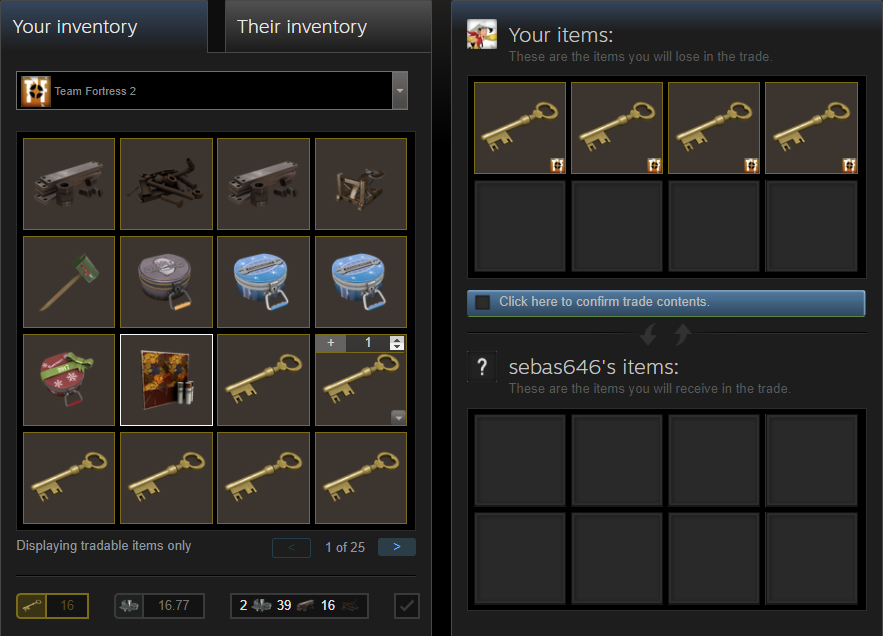 Your inventory
Their inventory
Team Fortress 2
+ 1
Displaying tradable items only
< 1 of 25 >
16 16.77 2 39 16
Your items:
These are the items you will lose in the trade.
Click here to confirm trade contents.
?
sebas646's items:
These are the items you will receive in the trade.